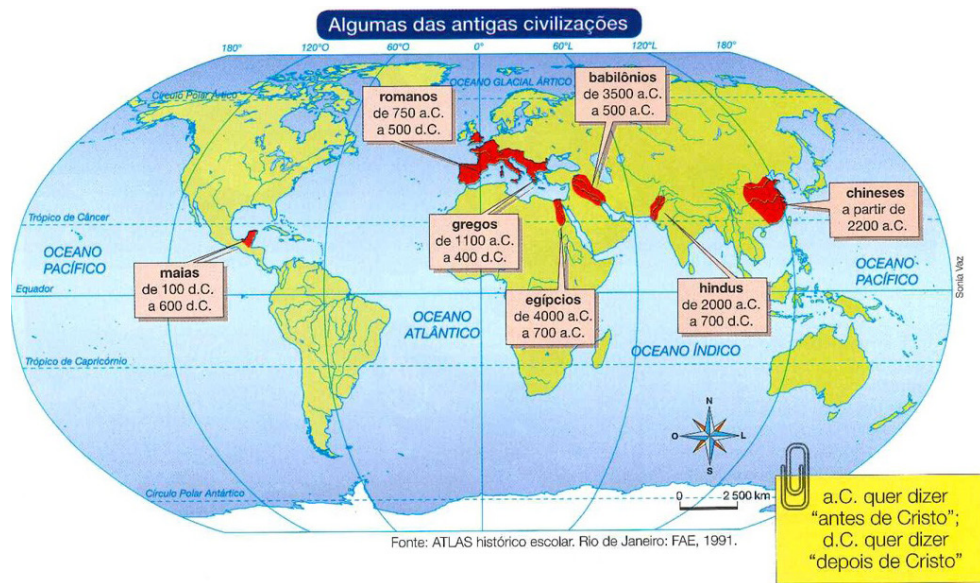 Algumas das antigas civilizações
180°
120°O
60°O
0°
60°L
120°L
180°
OCEANO GLACIAL ÁRTICO
Círculo Polar Ártico
babilônios
de 3500 a.C.
a 500 a.C.
romanos
de 750 a.C.
a 500 d.C.
chineses
a partir de
2200 a.C.
Trópico de Câncer
gregos
de 1100 a.C.
a 400 d.C.
OCEANO
PACÍFICO
maias
de 100 d.C.
a 600 d.C.
OCEANO
PACÍFICO
hindus
de 2000 a.C.
a 700 d.C.
egípcios
de 4000 a.C.
a 700 a.C.
Equador
OCEANO
ATLÂNTICO
OCEANO ÍNDICO
Trópico de Capricórnio
N
O
L
S
Círculo Polar Antártico
0
2 500 km
Sonia Vaz
Fonte: ATLAS histórico escolar. Rio de Janeiro: FAE, 1991.
a.C. quer dizer
“antes de Cristo”;
d.C. quer dizer
“depois de Cristo”